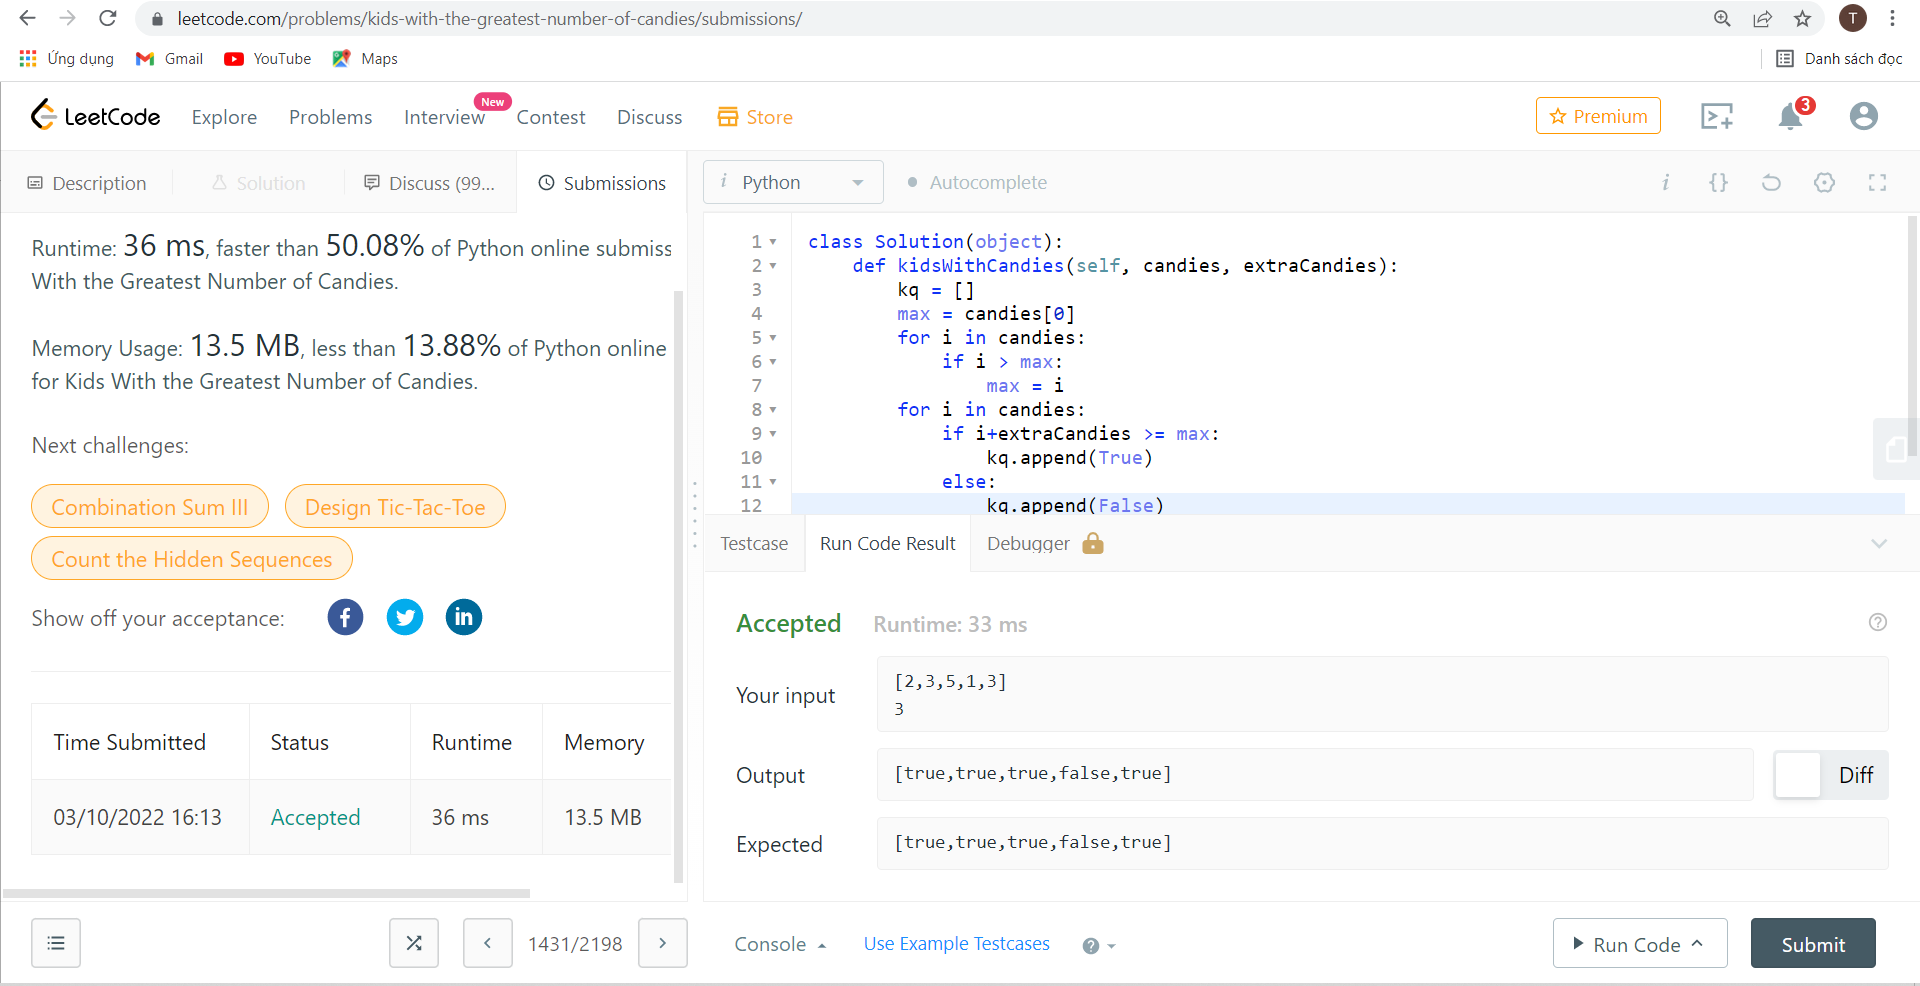 leetcode.com/problems/kids-with-the-greatest-number-of-candies/submissions/
T
Ứng dụng Gmail YouTube Maps Danh sách đọc
LeetCode Explore Problems Interview New Contest Discuss Store Premium 3
Description Solution Discuss (99... Submissions
Runtime: 36 ms, faster than 50.08% of Python online submiss
With the Greatest Number of Candies.
Memory Usage: 13.5 MB, less than 13.88% of Python online
for Kids With the Greatest Number of Candies.
Next challenges:
Combination Sum III Design Tic-Tac-Toe
Count the Hidden Sequences
Show off your acceptance:
Time Submitted Status Runtime Memory
03/10/2022 16:13 Accepted 36 ms 13.5 MB
1431/2198
i Python Autocomplete i {}
1 class Solution(object):
2 def kidsWithCandies(self, candies, extraCandies):
3 kq = []
4 max = candies[0]
5 for i in candies:
6 if i > max:
7 max = i
8 for i in candies:
9 if i+extraCandies >= max:
10 kq.append(True)
11 else:
12 kq.append(False)
Testcase Run Code Result Debugger
Accepted Runtime: 33 ms ?
Your input
[2,3,5,1,3]
3
Output [true,true,true,false,true] Diff
Expected [true,true,true,false,true]
Console Use Example Testcases ? Run Code Submit